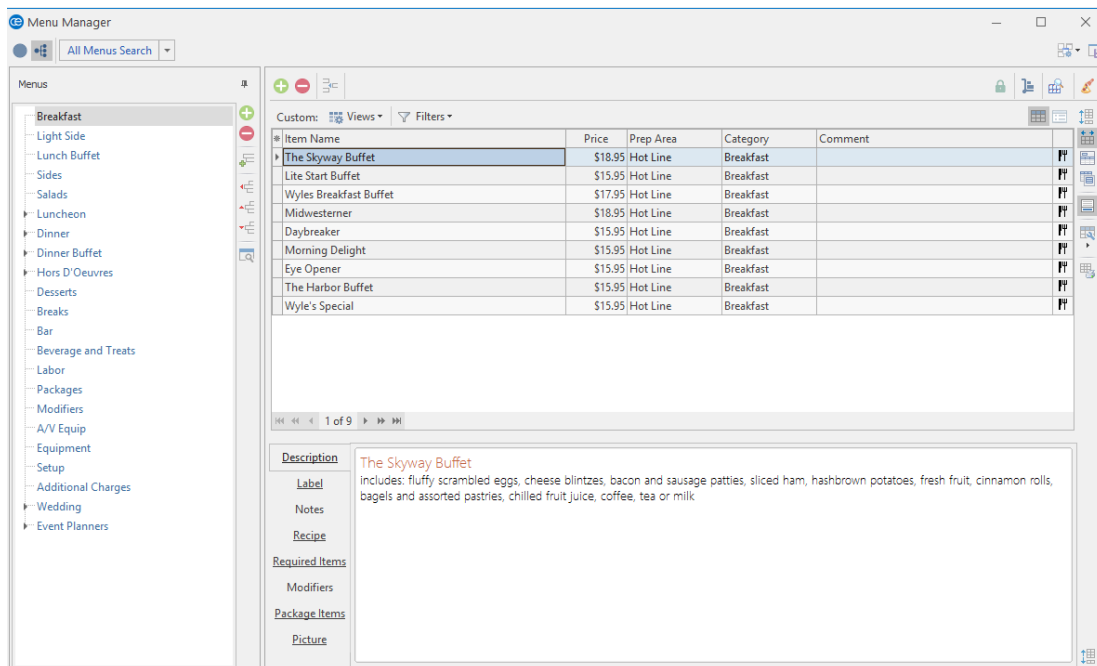 Menu Manager
All Menus Search
Menus
Breakfast
Light Side
Lunch Buffet
Sides
Salads
Luncheon
Dinner
Dinner Buffet
Hors D'Oeuvres
Desserts
Breaks
Bar
Beverage and Treats
Labor
Packages
Modifiers
A/V Equip
Equipment
Setup
Additional Charges
Wedding
Event Planners
Custom: Views Filters
Item Name Price Prep Area Category Comment
The Skyway Buffet $18.95 Hot Line Breakfast
Lite Start Buffet $15.95 Hot Line Breakfast
Wyles Breakfast Buffet $17.95 Hot Line Breakfast
Midwesterner $18.95 Hot Line Breakfast
Daybreaker $15.95 Hot Line Breakfast
Morning Delight $15.95 Hot Line Breakfast
Eye Opener $15.95 Hot Line Breakfast
The Harbor Buffet $15.95 Hot Line Breakfast
Wyle's Special $15.95 Hot Line Breakfast
1 of 9
Description
Label
Notes
Recipe
Required Items
Modifiers
Package Items
Picture
The Skyway Buffet
includes: fluffy scrambled eggs, cheese blintzes, bacon and sausage patties, sliced ham, hashbrown potatoes, fresh fruit, cinnamon rolls,
bagels and assorted pastries, chilled fruit juice, coffee, tea or milk